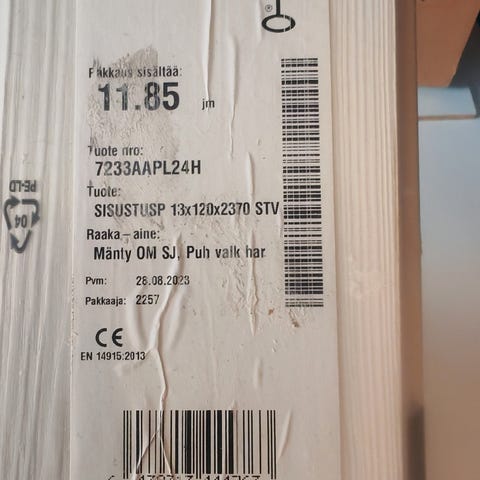 ®
Pakkaus sisältää:
11.85 jm
Tuote nro:
7233AAPL24H
Tuote:
SISUSTUSP 13x120x2370 STV
Raaka-aine:
Mänty OM SJ, Puh valk har
Pvm: 28.08.2023
Pakkaaja: 2257
CE
EN 14915:2013
04
PE-LD